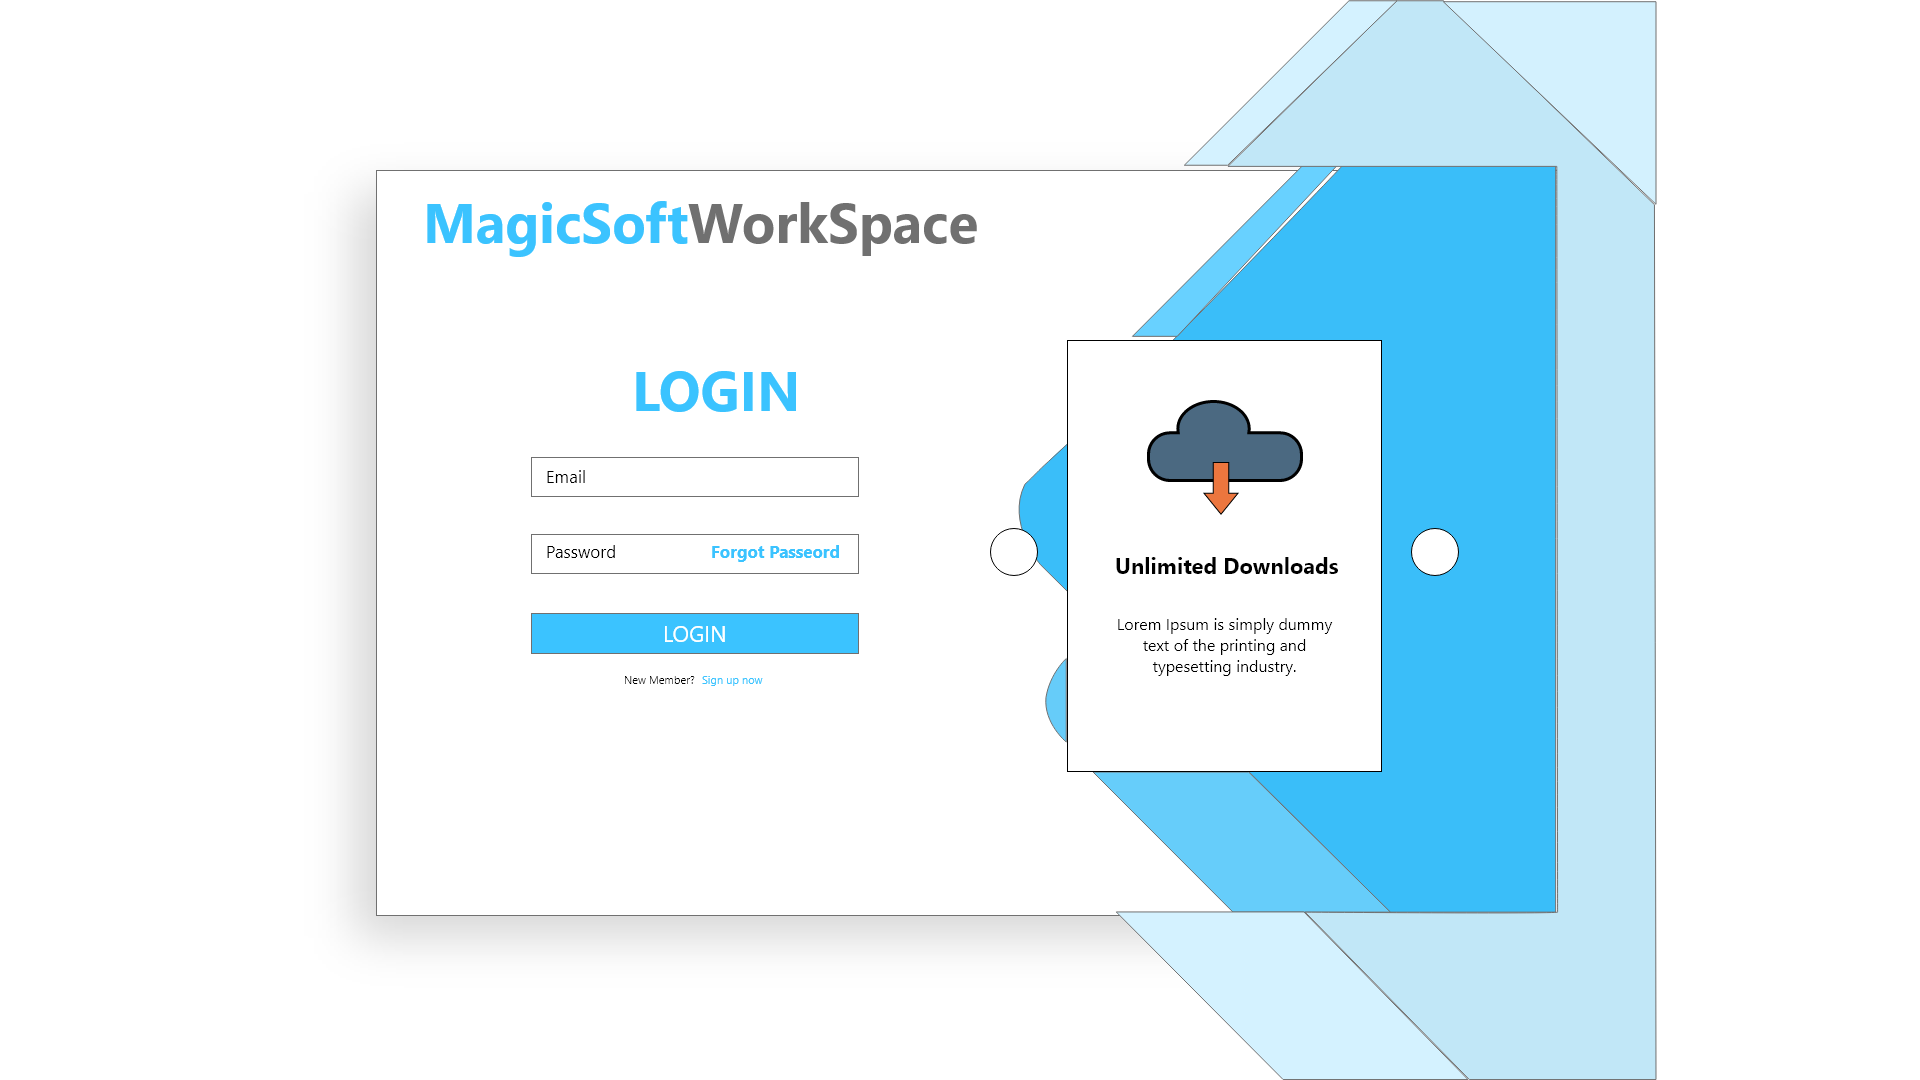 MagicSoftWorkSpace
LOGIN
Email
Password Forgot Passeord
LOGIN
New Member? Sign up now
Unlimited Downloads
Lorem Ipsum is simply dummy
text of the printing and
typesetting industry.